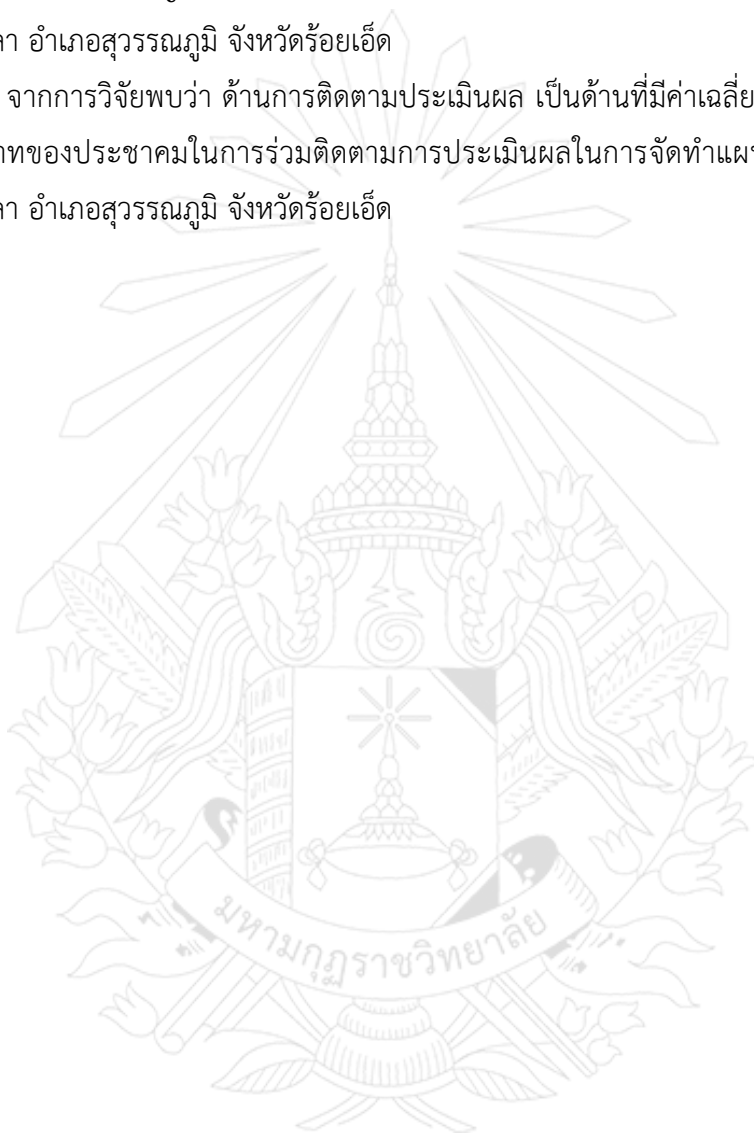 ลา อำเภอสุวรรณภูมิ จังหวัดร้อยเอ็ด
จากการวิจัยพบว่า ด้านการติดตามประเมินผล เป็นด้านที่มีค่าเฉลี่ย
าทของประชาคมในการร่วมติดตามการประเมินผลในการจัดทำแผน
ลา อำเภอสุวรรณภูมิ จังหวัดร้อยเอ็ด
มหามกุฏราชวิทยาลัย